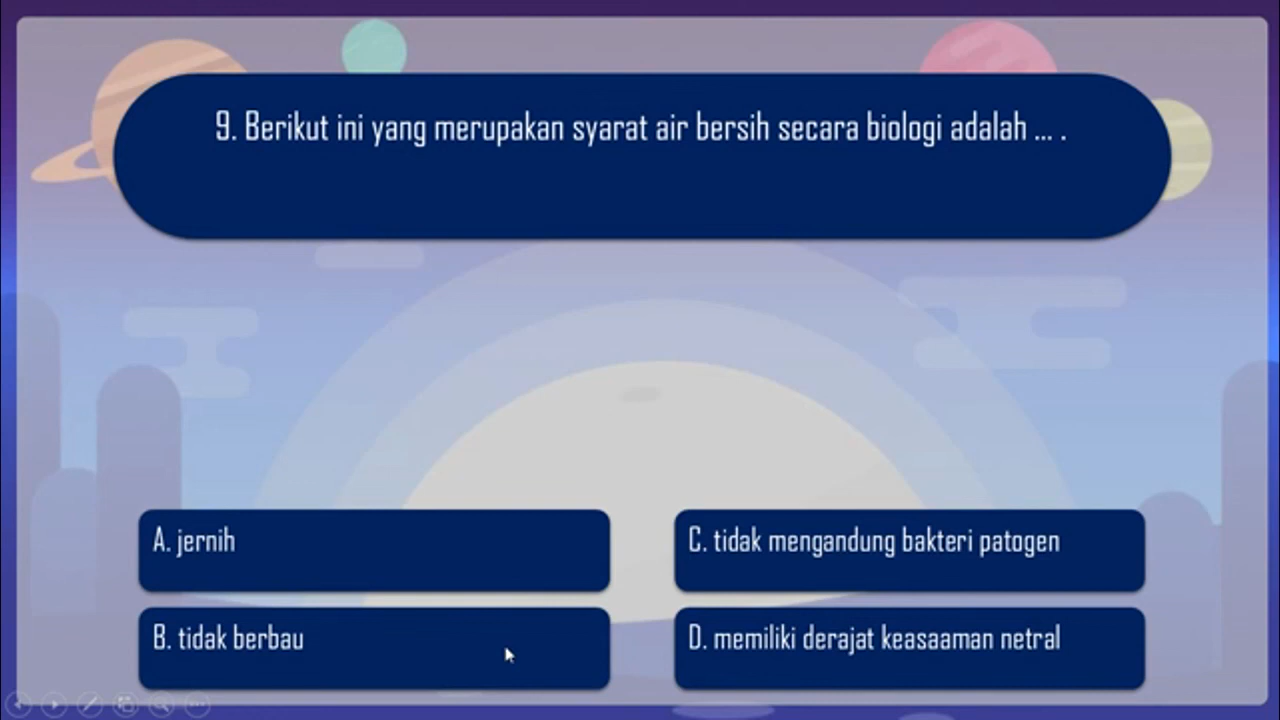 9. Berikut ini yang merupakan syarat air bersih secara biologi adalah ... .
A. jernih
B. tidak berbau
C. tidak mengandung bakteri patogen
D. memiliki derajat keasaaman netral